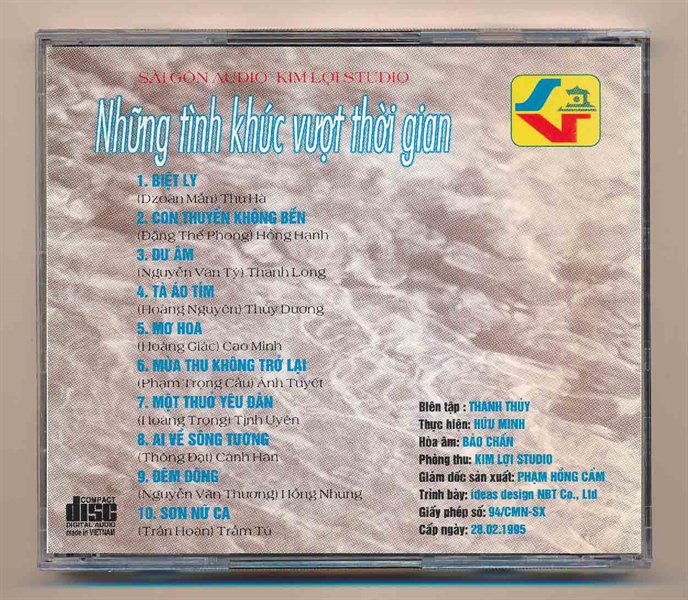 SÀI GÒN AUDIO KIM LỢI STUDIO
Những tình khúc vượt thời gian
1. BIỆT LY
(Dzoãn Mẫn) Thu Hà
2. CON THUYỀN KHÔNG BẾN
(Đặng Thế Phong) Hồng Hạnh
3. DƯ ÂM
(Nguyễn Văn Tý) Thanh Long
4. TÀ ÁO TÍM
(Hoàng Nguyên) Thùy Dương
5. MƠ HOA
(Hoàng Giác) Cao Minh
6. MÙA THU KHÔNG TRỞ LẠI
(Phạm Trọng Cầu) Ánh Tuyết
7. MỘT THUỞ YÊU ĐÀN
(Hoàng Trọng) Tịnh Uyên
8. AI VỀ SÔNG TƯƠNG
(Thông Đạt) Cảnh Hàn
9. ĐÊM ĐÔNG
(Nguyễn Văn Thương) Hồng Nhung
10. SƠN NỮ CA
(Trần Hoàn) Trầm Tú
Biên tập : THANH THỦY
Thực hiện: HỮU MINH
Hòa âm: BẢO CHẤN
Phòng thu: KIM LỢI STUDIO
Giám đốc sản xuất: PHẠM HỒNG CẨM
Trình bày: ideas design NBT Co., Ltd
Giấy phép số: 94/CMN-SX
Cấp ngày: 28.02.1995
COMPACT
disc
DIGITAL AUDIO
made in VIETNAM